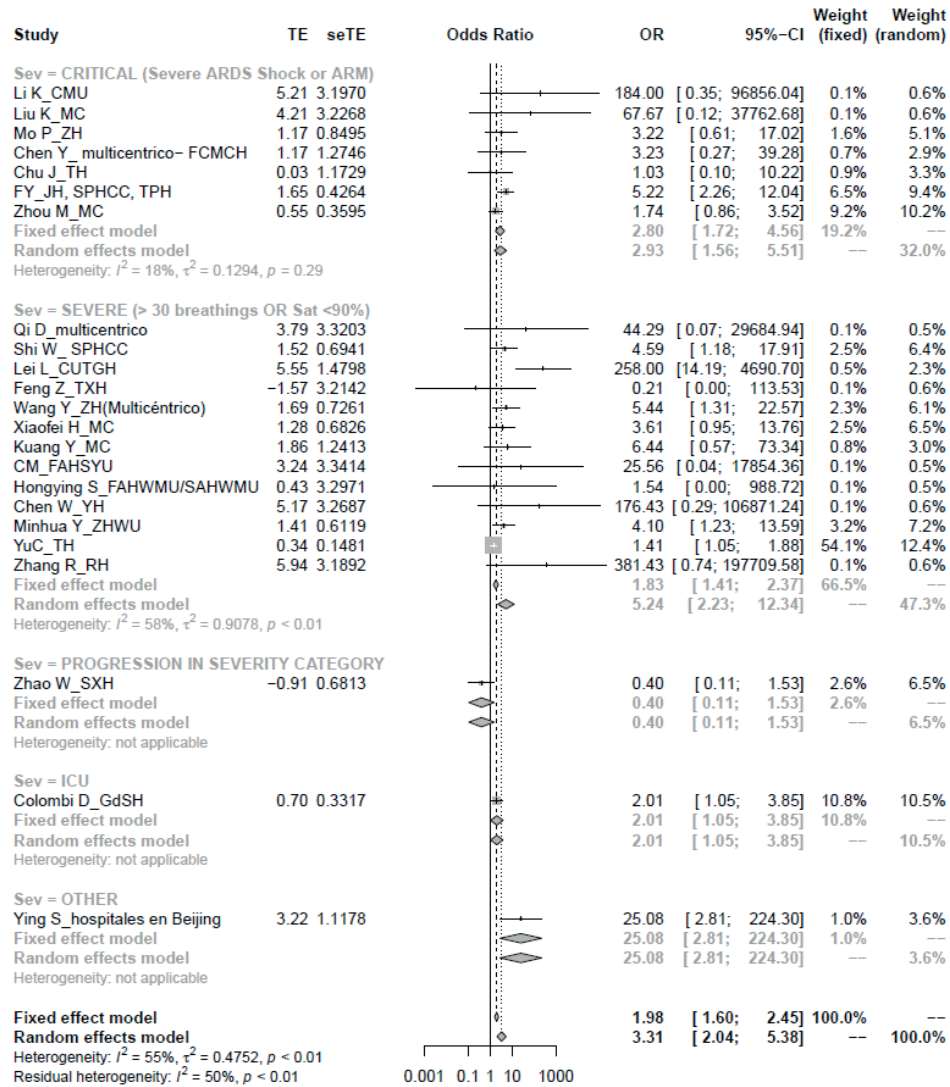 Weight Weight
Study TE seTE Odds Ratio OR 95%−CI (fixed) (random)
Sev = CRITICAL (Severe ARDS Shock or ARM)
Li K_CMU 5.21 3.1970 184.00 [0.35; 96856.04] 0.1% 0.6%
Liu K_MC 4.21 3.2268 67.67 [0.12; 37762.68] 0.1% 0.6%
Mo P_ZH 1.17 0.8495 3.22 [0.61; 17.02] 1.6% 5.1%
Chen Y_ multicentrico− FCMCH 1.17 1.2746 3.23 [0.27; 39.28] 0.7% 2.9%
Chu J_TH 0.03 1.1729 1.03 [0.10; 10.22] 0.9% 3.3%
FY_JH, SPHCC, TPH 1.65 0.4264 5.22 [2.26; 12.04] 6.5% 9.4%
Zhou M_MC 0.55 0.3595 1.74 [0.86; 3.52] 9.2% 10.2%
Fixed effect model 2.80 [1.72; 4.56] 19.2% −−
Random effects model 2.93 [1.56; 5.51] −− 32.0%
Heterogeneity: I² = 18%, τ² = 0.1294, p = 0.29
Sev = SEVERE (> 30 breathings OR Sat <90%)
Qi D_multicentrico 3.79 3.3203 44.29 [0.07; 29684.94] 0.1% 0.5%
Shi W_ SPHCC 1.52 0.6941 4.59 [1.18; 17.91] 2.5% 6.4%
Lei L_CUTGH 5.55 1.4798 258.00 [14.19; 4690.70] 0.5% 2.3%
Feng Z_TXH −1.57 3.2142 0.21 [0.00; 113.53] 0.1% 0.6%
Wang Y_ZH(Multicéntrico) 1.69 0.7261 5.44 [1.31; 22.57] 2.3% 6.1%
Xiaofei H_MC 1.28 0.6826 3.61 [0.95; 13.76] 2.5% 6.5%
Kuang Y_MC 1.86 1.2413 6.44 [0.57; 73.34] 0.8% 3.0%
CM_FAHSYU 3.24 3.3414 25.56 [0.04; 17854.36] 0.1% 0.5%
Hongying S_FAHWMU/SAHWMU 0.43 3.2971 1.54 [0.00; 988.72] 0.1% 0.5%
Chen W_YH 5.17 3.2687 176.43 [0.29; 106871.24] 0.1% 0.6%
Minhua Y_ZHWU 1.41 0.6119 4.10 [1.23; 13.59] 3.2% 7.2%
YuC_TH 0.34 0.1481 1.41 [1.05; 1.88] 54.1% 12.4%
Zhang R_RH 5.94 3.1892 381.43 [0.74; 197709.58] 0.1% 0.6%
Fixed effect model 1.83 [1.41; 2.37] 66.5% −−
Random effects model 5.24 [2.23; 12.34] −− 47.3%
Heterogeneity: I² = 58%, τ² = 0.9078, p < 0.01
Sev = PROGRESSION IN SEVERITY CATEGORY
Zhao W_SXH −0.91 0.6813 0.40 [0.11; 1.53] 2.6% 6.5%
Fixed effect model 0.40 [0.11; 1.53] 2.6% −−
Random effects model 0.40 [0.11; 1.53] −− 6.5%
Heterogeneity: not applicable
Sev = ICU
Colombi D_GdSH 0.70 0.3317 2.01 [1.05; 3.85] 10.8% 10.5%
Fixed effect model 2.01 [1.05; 3.85] 10.8% −−
Random effects model 2.01 [1.05; 3.85] −− 10.5%
Heterogeneity: not applicable
Sev = OTHER
Ying S_hospitales en Beijing 3.22 1.1178 25.08 [2.81; 224.30] 1.0% 3.6%
Fixed effect model 25.08 [2.81; 224.30] 1.0% −−
Random effects model 25.08 [2.81; 224.30] −− 3.6%
Heterogeneity: not applicable
Fixed effect model 1.98 [1.60; 2.45] 100.0% −−
Random effects model 3.31 [2.04; 5.38] −− 100.0%
Heterogeneity: I² = 55%, τ² = 0.4752, p < 0.01
Residual heterogeneity: I² = 50%, p < 0.01 0.001 0.1 1 10 1000